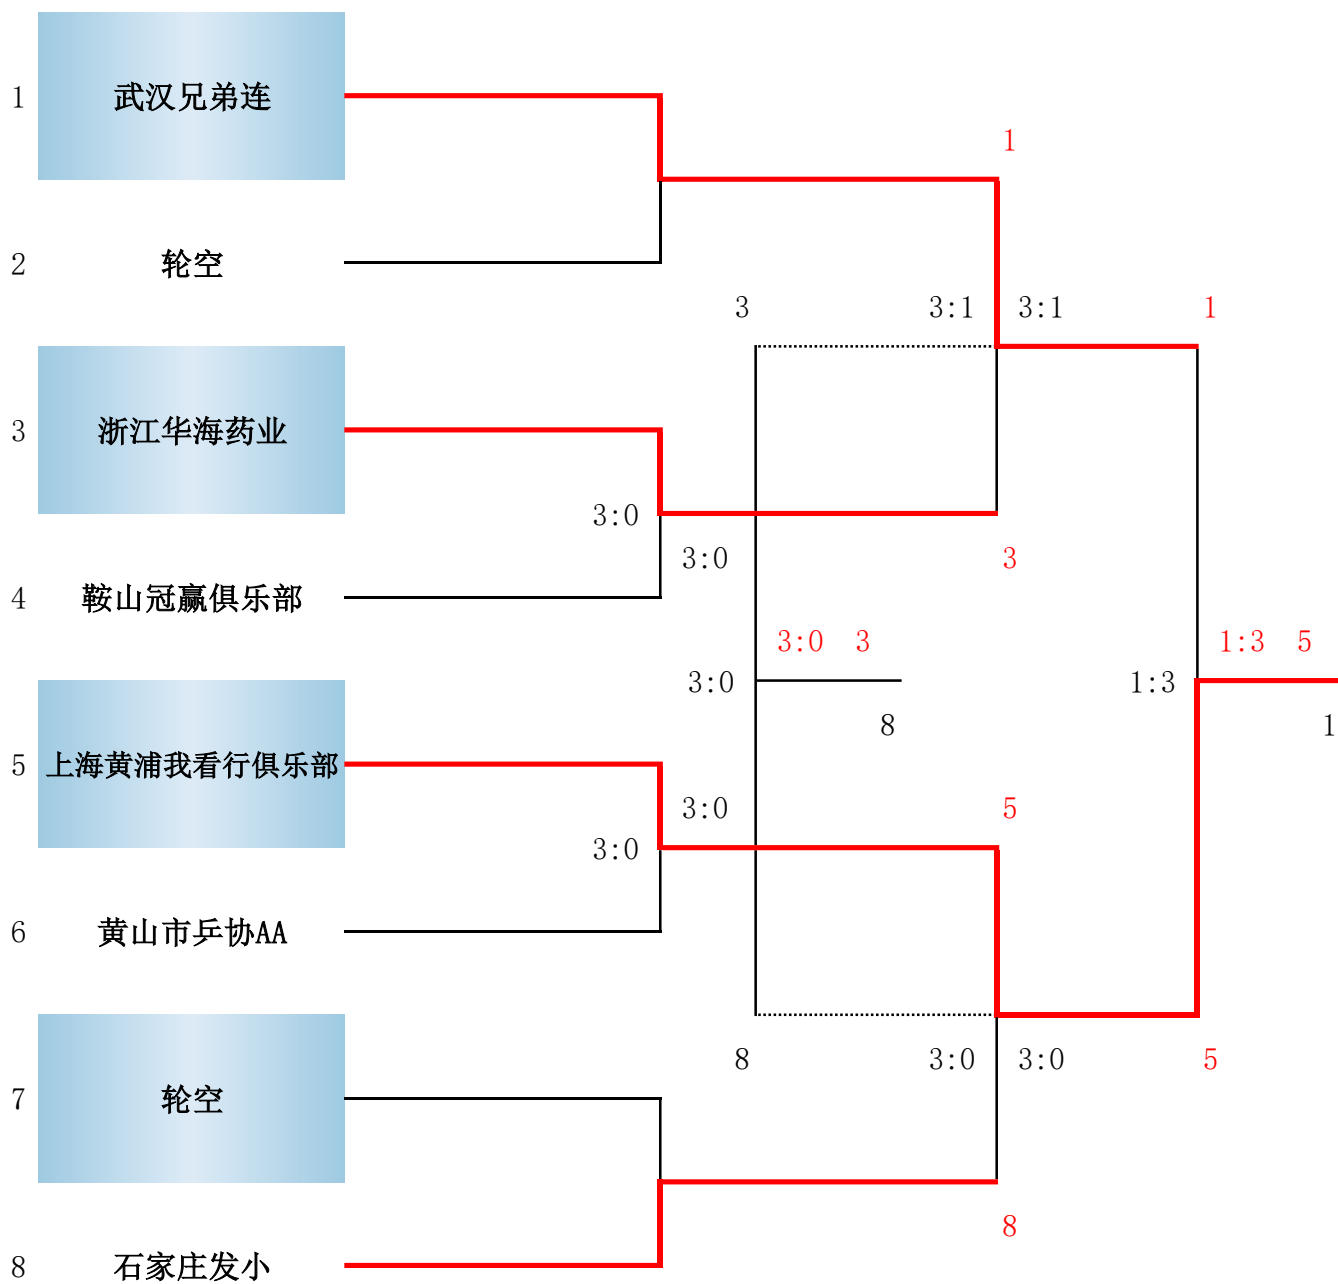 1 武汉兄弟连
1
2 轮空
3 3:1 3:1 1
3 浙江华海药业
3:0
3:0 3
4 鞍山冠赢俱乐部
3:0 3 1:3 5
3:0 1:3
8 1
5 上海黄浦我看行俱乐部
3:0 5
3:0
6 黄山市乒协AA
8 3:0 3:0 5
7 轮空
8
8 石家庄发小